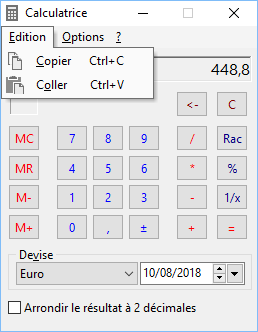 Calculatrice
Edition Options ?
Copier Ctrl+C
Coller Ctrl+V
448,8
<- C
MC 7 8 9 / Rac
MR 4 5 6 * %
M- 1 2 3 - 1/x
M+ 0 , ± + =
Devise
Euro 10/08/2018
Arrondir le résultat à 2 décimales